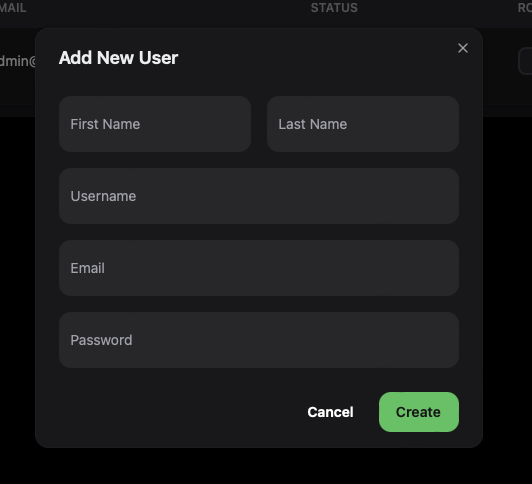 MAIL STATUS RO
dmin@
Add New User
First Name Last Name
Username
Email
Password
Cancel Create